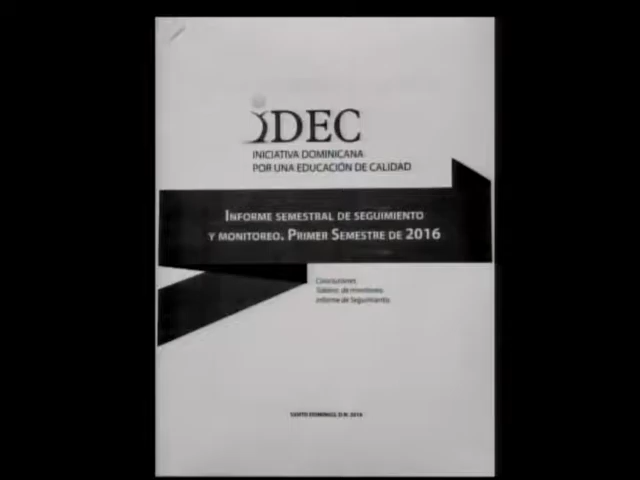 iDEC
INICIATIVA DOMINICANA
POR UNA EDUCACIÓN DE CALIDAD
INFORME SEMESTRAL DE SEGUIMIENTO
Y MONITOREO. PRIMER SEMESTRE DE 2016
Conclusiones.
Tablero de monitoreo.
Informe de Seguimiento.
SANTO DOMINGO, D.N. 2016